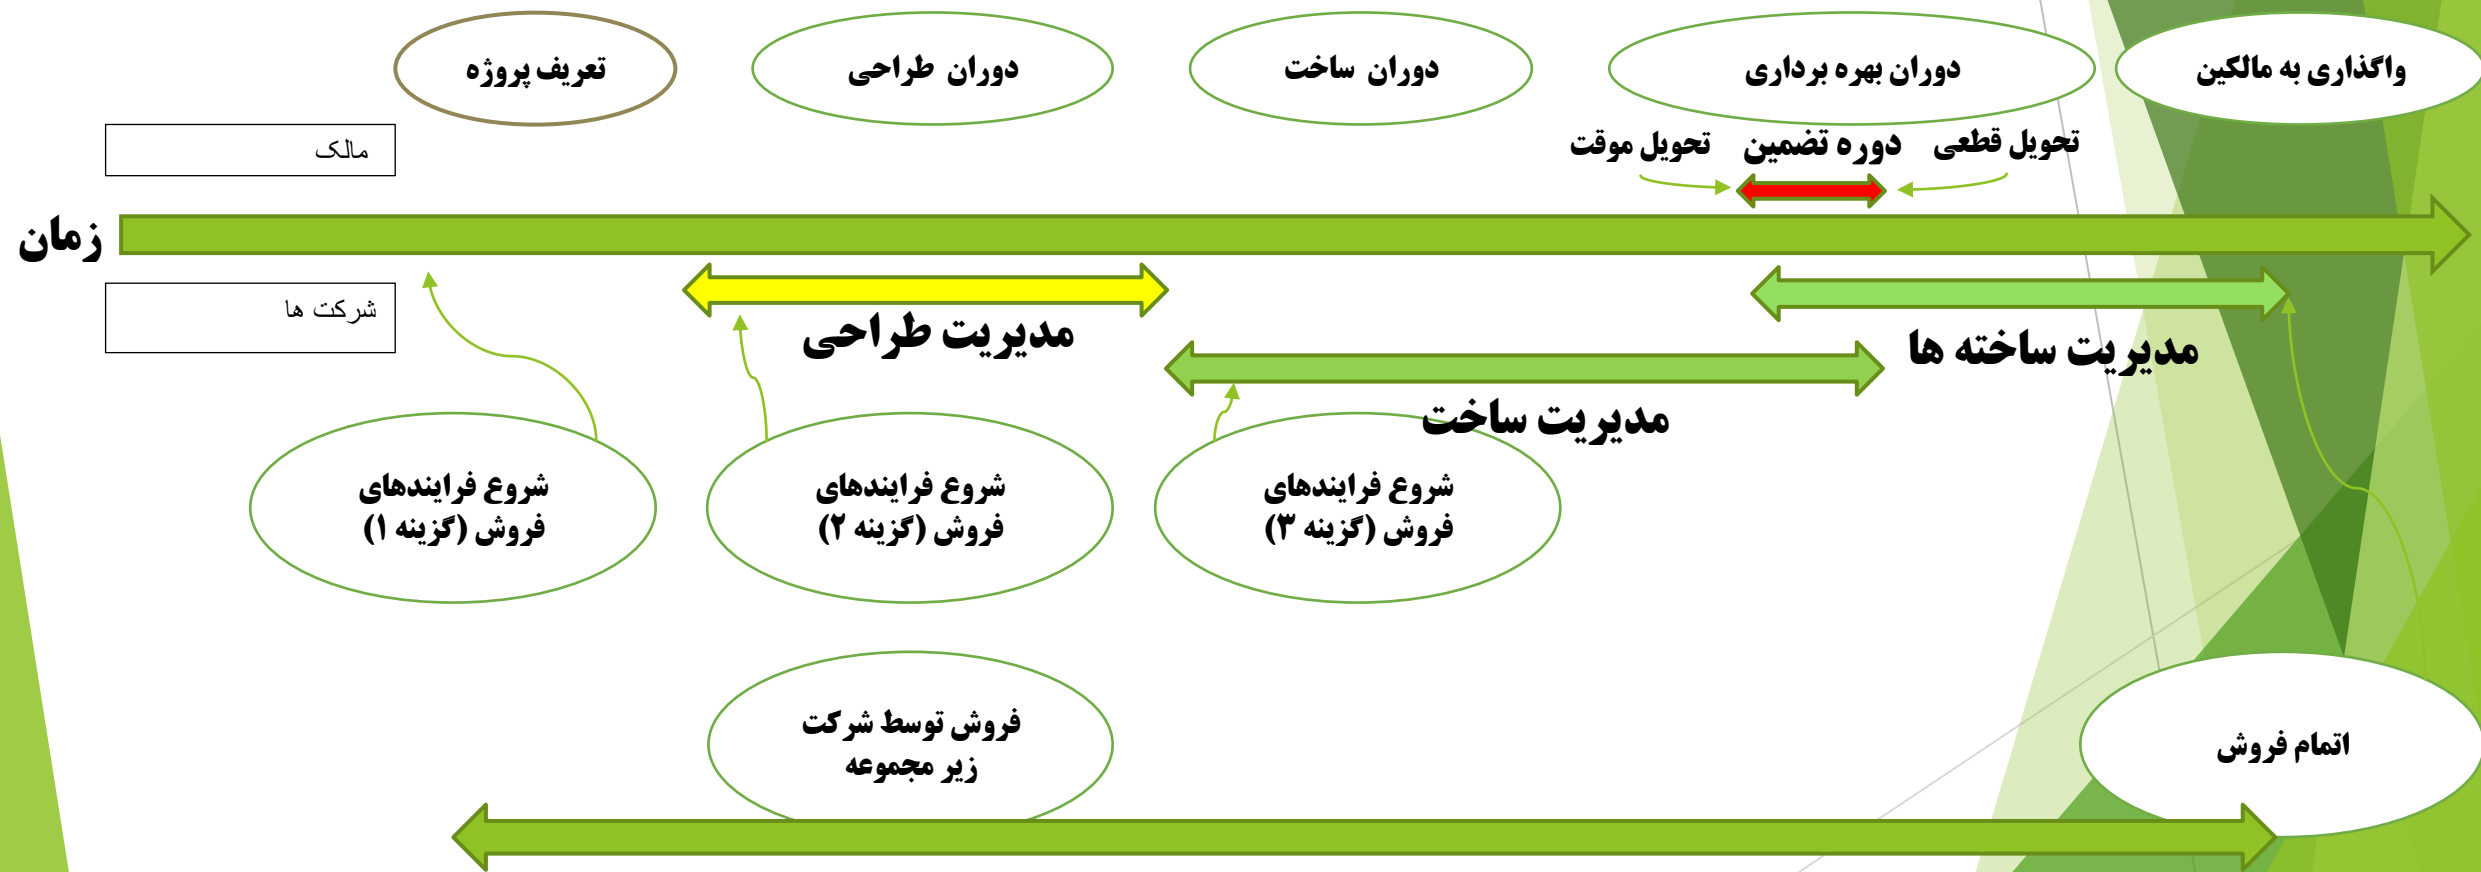 تعریف پروژه
دوران طراحی
دوران ساخت
دوران بهره برداری
واگذاری به مالکین
مالک
تحویل موقت
دوره تضمین
تحویل قطعی
زمان
شرکت ها
مدیریت طراحی
مدیریت ساخته ها
مدیریت ساخت
شروع فرایندهای
فروش (گزینه ۱)
شروع فرایندهای
فروش (گزینه ۲)
شروع فرایندهای
فروش (گزینه ۳)
فروش توسط شرکت
زیر مجموعه
اتمام فروش